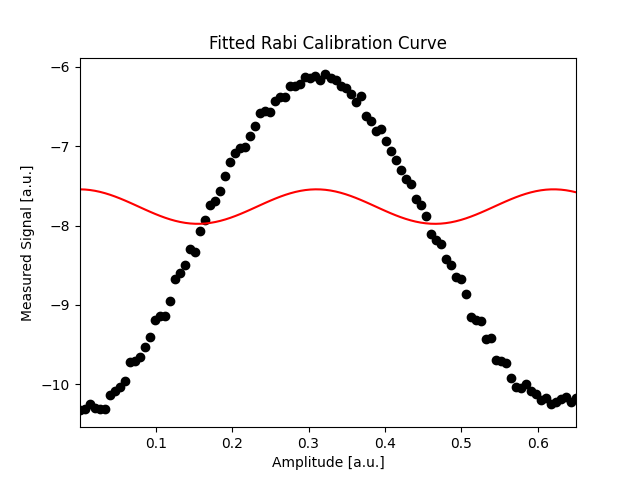 Fitted Rabi Calibration Curve
−6
−7
−8
−9
−10
Measured Signal [a.u.]
0.1 0.2 0.3 0.4 0.5 0.6
Amplitude [a.u.]